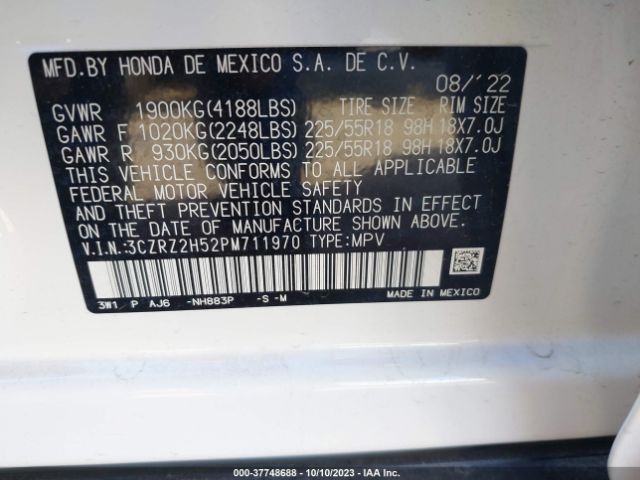 MFD.BY HONDA DE MEXICO S.A. DE C.V.
08/'22
GVWR 1900KG(4188LBS) TIRE SIZE RIM SIZE
GAWR F 1020KG(2248LBS) 225/55R18 98H 18X7.0J
GAWR R 930KG(2050LBS) 225/55R18 98H 18X7.0J
THIS VEHICLE CONFORMS TO ALL APPLICABLE
FEDERAL MOTOR VEHICLE SAFETY
AND THEFT PREVENTION STANDARDS IN EFFECT
ON THE DATE OF MANUFACTURE SHOWN ABOVE.
V.I.N.:3CZRZ2H52PM711970 TYPE:MPV
3W1 P AJ6 -NH883P -S-M MADE IN MEXICO
000-37748688 - 10/10/2023 - IAA Inc.